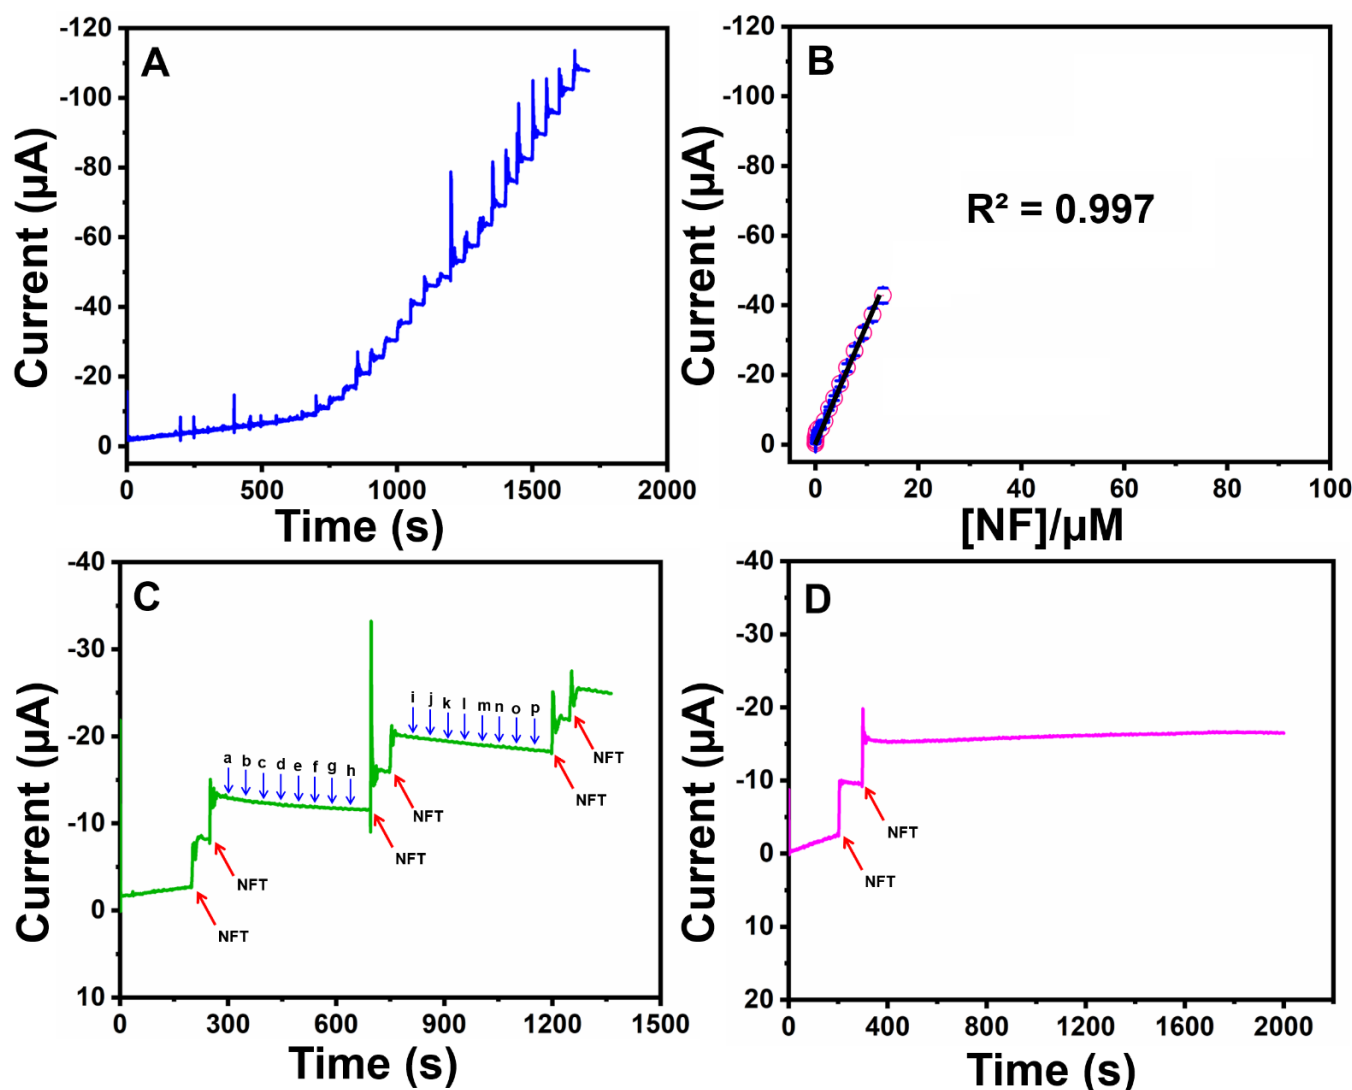 A
-120
-100
-80
-60
-40
-20
0
Current (µA)
0 500 1000 1500 2000
Time (s)
B
-120
-100
-80
-60
-40
-20
0
Current (µA)
R² = 0.997
0 20 40 60 80 100
[NF]/µM
C
-40
-30
-20
-10
0
10
Current (µA)
a b c d e f g h
i j k l m n o p
NFT
NFT
NFT
NFT
NFT
NFT
0 300 600 900 1200 1500
Time (s)
D
-40
-30
-20
-10
0
10
20
Current (µA)
NFT
NFT
0 400 800 1200 1600 2000
Time (s)